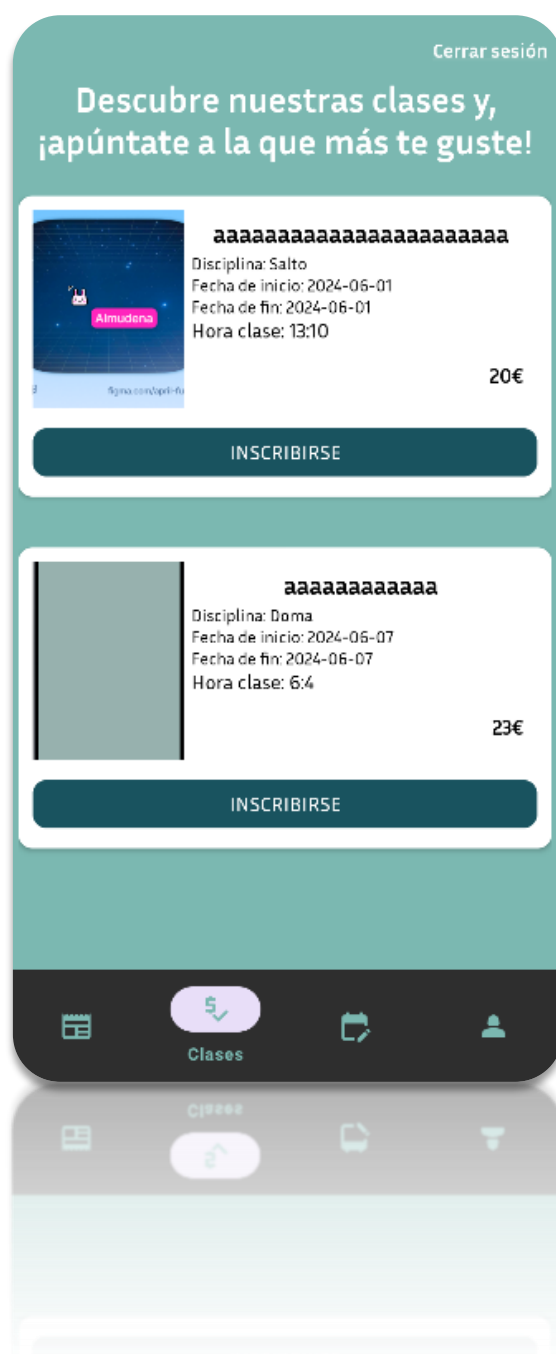 Cerrar sesión
Descubre nuestras clases y,
¡apúntate a la que más te guste!
aaaaaaaaaaaaaaaaaaaaaaa
Disciplina: Salto
Fecha de inicio: 2024-06-01
Fecha de fin: 2024-06-01
Hora clase: 13:10
Almudena
20€
INSCRIBIRSE
aaaaaaaaaaaa
Disciplina: Doma
Fecha de inicio: 2024-06-07
Fecha de fin: 2024-06-07
Hora clase: 6:4
23€
INSCRIBIRSE
Clases